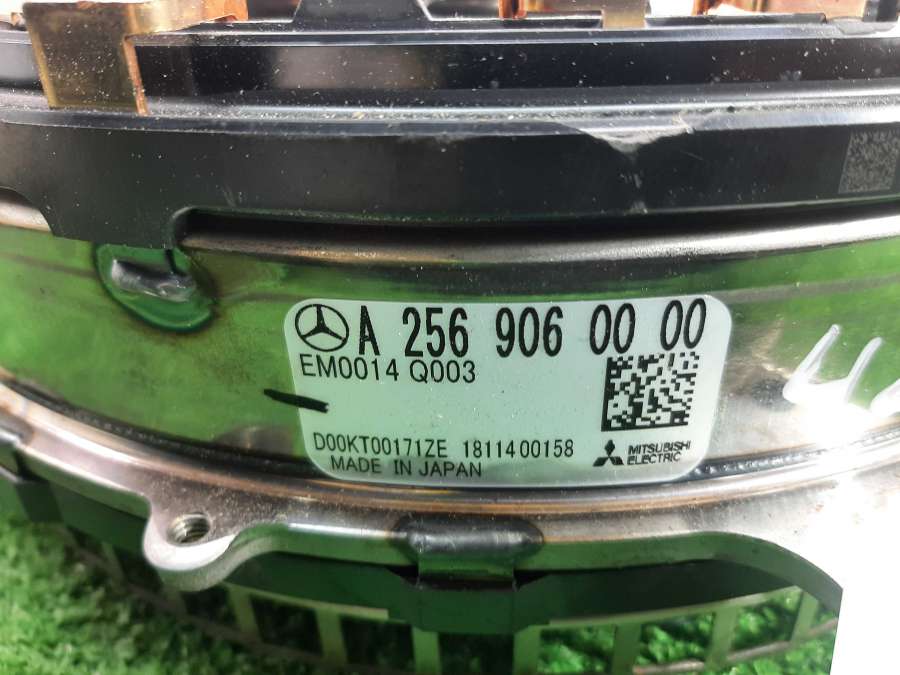 A 256 906 00 00
EM0014 Q003
D00KT00171ZE 1811400158
MITSUBISHI
ELECTRIC
MADE IN JAPAN